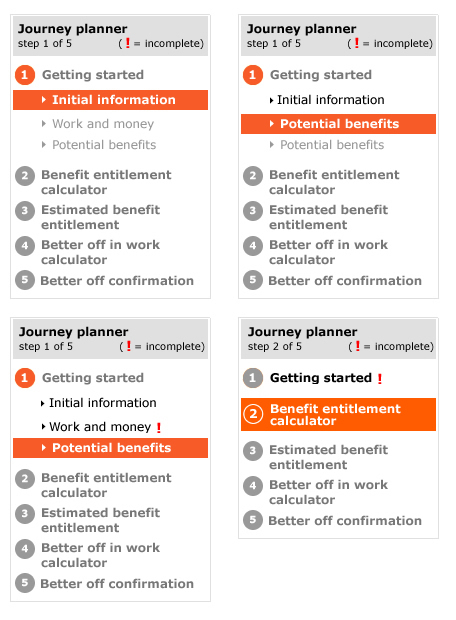 Journey planner
step 1 of 5 ( ! = incomplete)
1 Getting started
Initial information
Work and money
Potential benefits
2 Benefit entitlement
calculator
3 Estimated benefit
entitlement
4 Better off in work
calculator
5 Better off confirmation
Journey planner
step 1 of 5 ( ! = incomplete)
1 Getting started
Initial information
Potential benefits
Potential benefits
2 Benefit entitlement
calculator
3 Estimated benefit
entitlement
4 Better off in work
calculator
5 Better off confirmation
Journey planner
step 1 of 5 ( ! = incomplete)
1 Getting started
Initial information
Work and money !
Potential benefits
2 Benefit entitlement
calculator
3 Estimated benefit
entitlement
4 Better off in work
calculator
5 Better off confirmation
Journey planner
step 2 of 5 ( ! = incomplete)
1 Getting started !
2 Benefit entitlement
calculator
3 Estimated benefit
entitlement
4 Better off in work
calculator
5 Better off confirmation